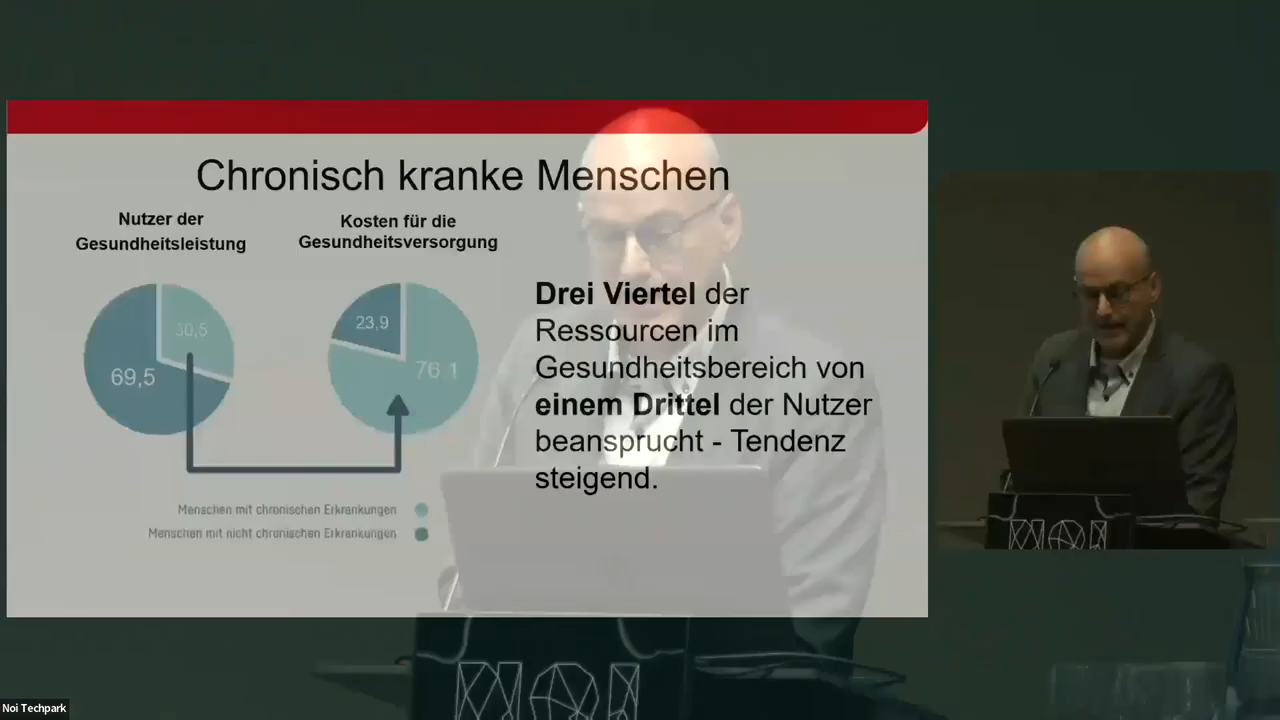 Chronisch kranke Menschen
Nutzer der
Gesundheitsleistung
Kosten für die
Gesundheitsversorgung
30,5
69,5
23,9
76,1
Drei Viertel der
Ressourcen im
Gesundheitsbereich von
einem Drittel der Nutzer
beansprucht - Tendenz
steigend.
Menschen mit chronischen Erkrankungen
Menschen mit nicht chronischen Erkrankungen
NOI
NOI
Noi Techpark